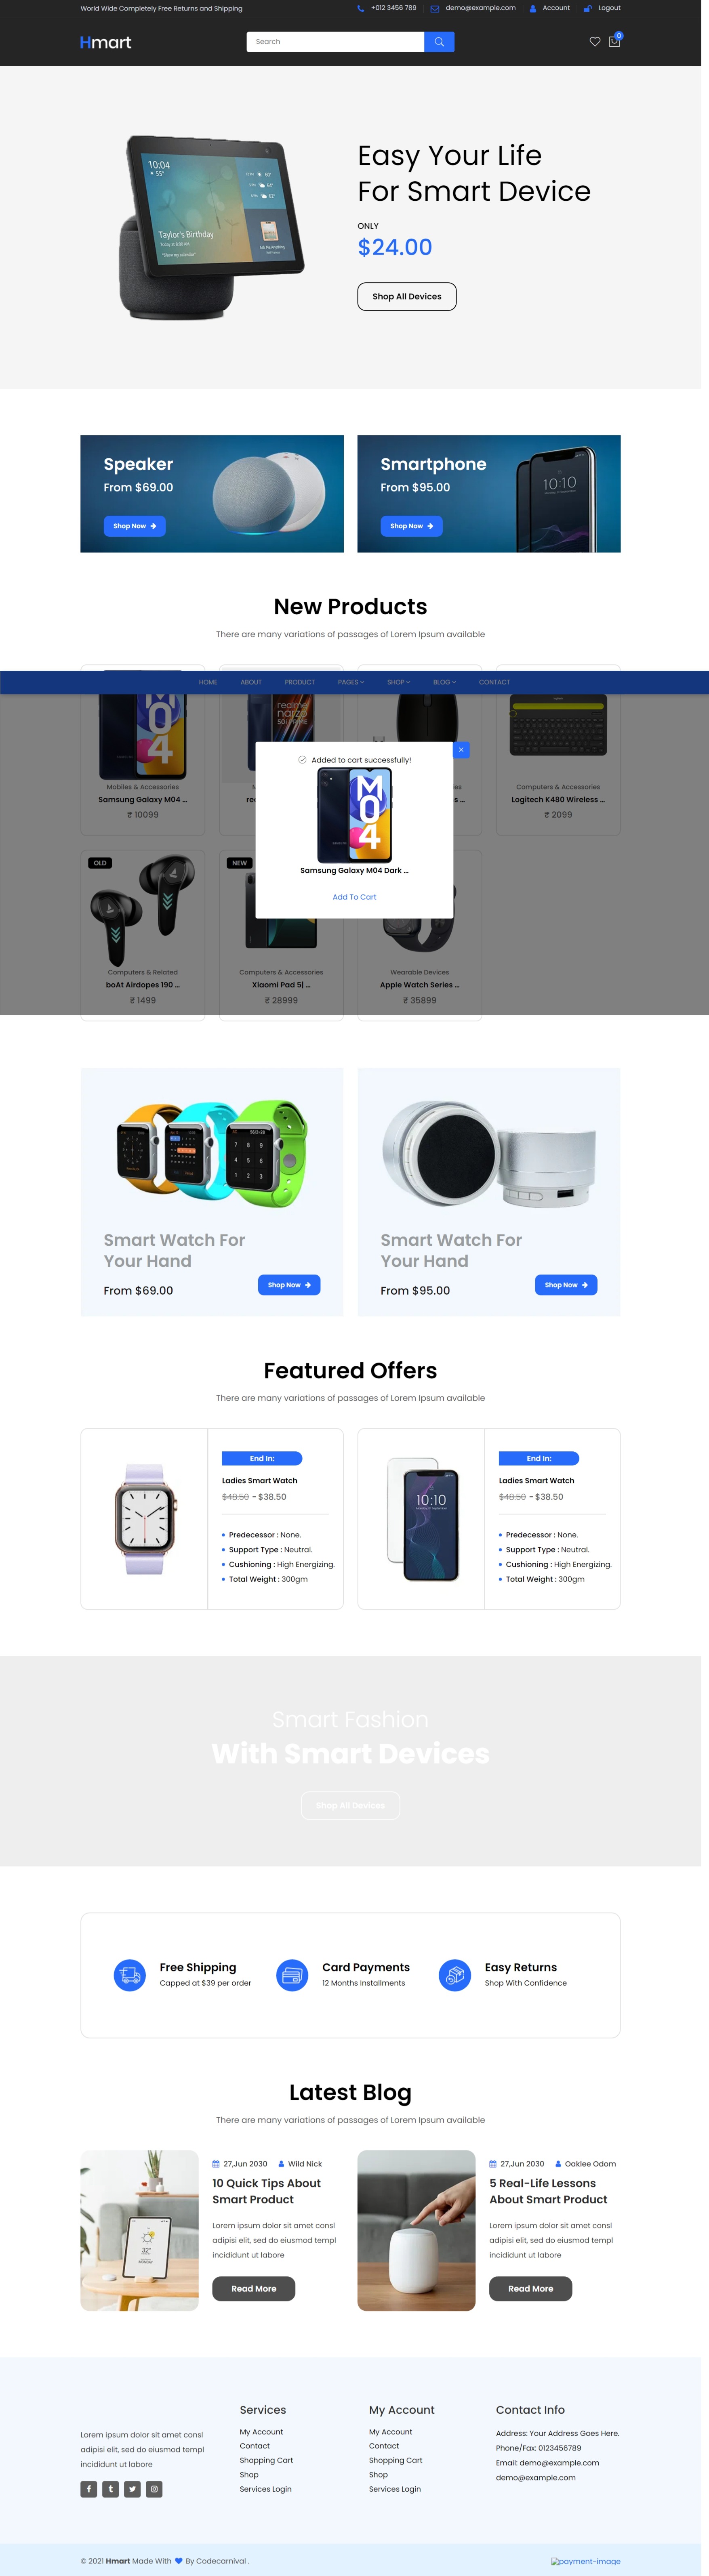 World Wide Completely Free Returns and Shipping
+012 3456 789
demo@example.com
Account
Logout
Hmart
Search
0
10:04
Taylor's Birthday
Easy Your Life
For Smart Device
ONLY
$24.00
Shop All Devices
Speaker
From $69.00
Shop Now
Smartphone
From $95.00
Shop Now
10:10
New Products
There are many variations of passages of Lorem Ipsum available
HOME
ABOUT
PRODUCT
PAGES
SHOP
BLOG
CONTACT
M04
realme
narzo
Mobiles & Accessories
Samsung Galaxy M04 ...
₹ 10099
Computers & Accessories
Logitech K480 Wireless ...
₹ 2099
Added to cart successfully!
M04
Samsung Galaxy M04 Dark ...
Add To Cart
OLD
Computers & Related
boAt Airdopes 190 ...
₹ 1499
NEW
Computers & Accessories
Xiaomi Pad 5| ...
₹ 28999
Wearable Devices
Apple Watch Series ...
₹ 35899
Smart Watch For
Your Hand
From $69.00
Shop Now
Smart Watch For
Your Hand
From $95.00
Shop Now
Featured Offers
There are many variations of passages of Lorem Ipsum available
End In:
Ladies Smart Watch
$48.50 - $38.50
Predecessor : None.
Support Type : Neutral.
Cushioning : High Energizing.
Total Weight : 300gm
10:10
End In:
Ladies Smart Watch
$48.50 - $38.50
Predecessor : None.
Support Type : Neutral.
Cushioning : High Energizing.
Total Weight : 300gm
Smart Fashion
With Smart Devices
Shop All Devices
Free Shipping
Capped at $39 per order
Card Payments
12 Months Installments
Easy Returns
Shop With Confidence
Latest Blog
There are many variations of passages of Lorem Ipsum available
27,Jun 2030
Wild Nick
10 Quick Tips About
Smart Product
Lorem ipsum dolor sit amet consl
adipisi elit, sed do eiusmod templ
incididunt ut labore
Read More
27,Jun 2030
Oaklee Odom
5 Real-Life Lessons
About Smart Product
Lorem ipsum dolor sit amet consl
adipisi elit, sed do eiusmod templ
incididunt ut labore
Read More
Lorem ipsum dolor sit amet consl
adipisi elit, sed do eiusmod templ
incididunt ut labore
Services
My Account
Contact
Shopping Cart
Shop
Services Login
My Account
My Account
Contact
Shopping Cart
Shop
Services Login
Contact Info
Address: Your Address Goes Here.
Phone/Fax: 0123456789
Email: demo@example.com
demo@example.com
© 2021 Hmart Made With
By Codecarnival .
payment-image